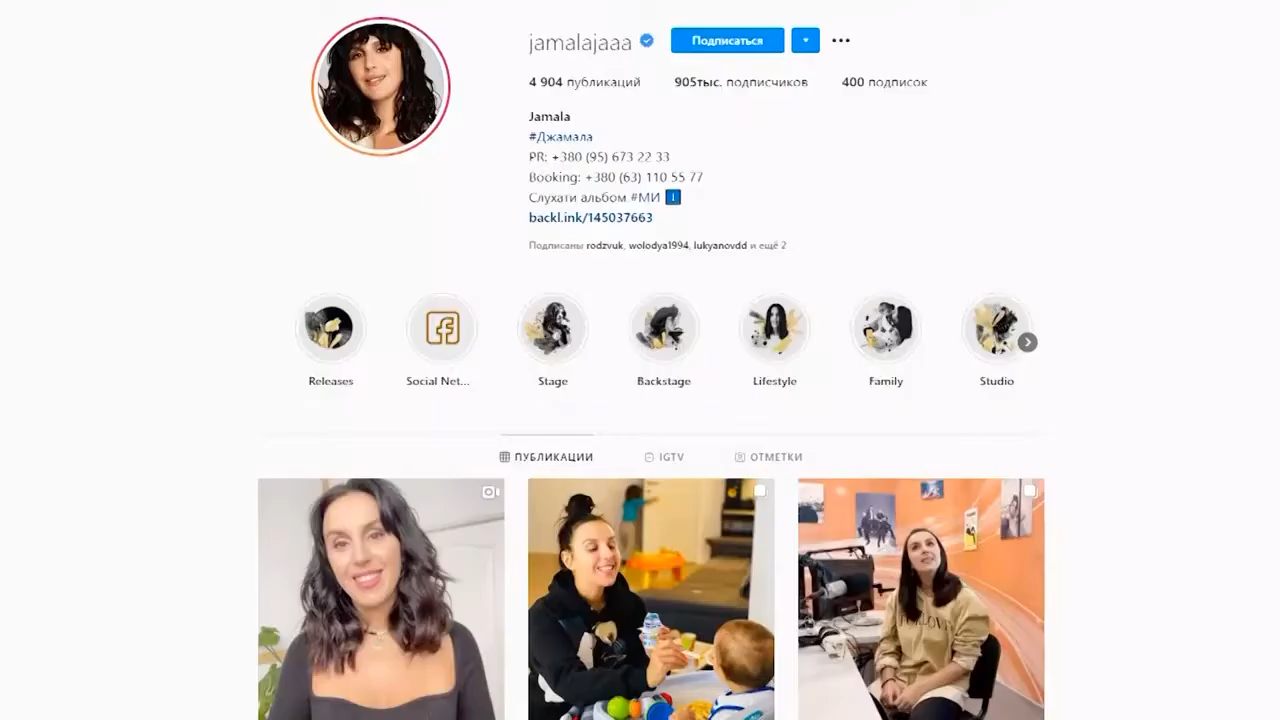 jamalajaaa Подписаться
4 904 публикаций 905тыс. подписчиков 400 подписок
Jamala
#Джамала
PR: +380 (95) 673 22 33
Booking: +380 (63) 110 55 77
Слухати альбом #МИ
backl.ink/145037663
Подписаны rodzvuk, wolodya1994, lukyanovdd и ещё 2
Releases Social Net... Stage Backstage Lifestyle Family Studio
ПУБЛИКАЦИИ IGTV ОТМЕТКИ